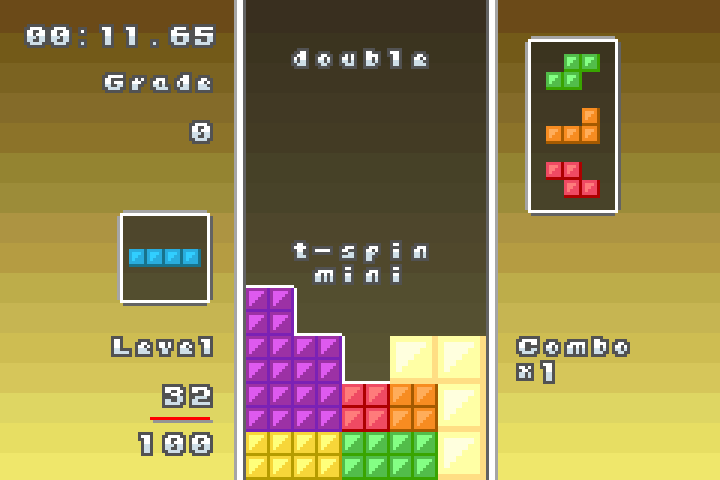 00:11.65
Grade
0
double
t-spin
mini
Level
32
100
Combo
x1